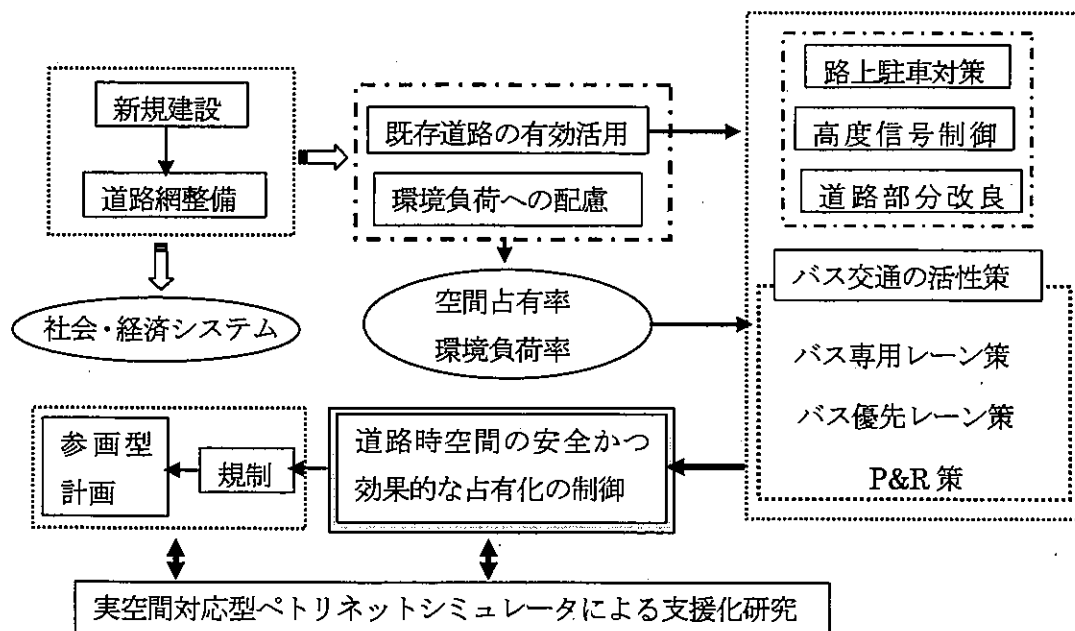 新規建設
道路網整備
社会・経済システム
既存道路の有効活用
環境負荷への配慮
空間占有率
環境負荷率
路上駐車対策
高度信号制御
道路部分改良
バス交通の活性策
バス専用レーン策
バス優先レーン策
P&R策
道路時空間の安全かつ
効果的な占有化の制御
規制
参画型
計画
実空間対応型ペトリネットシミュレータによる支援化研究